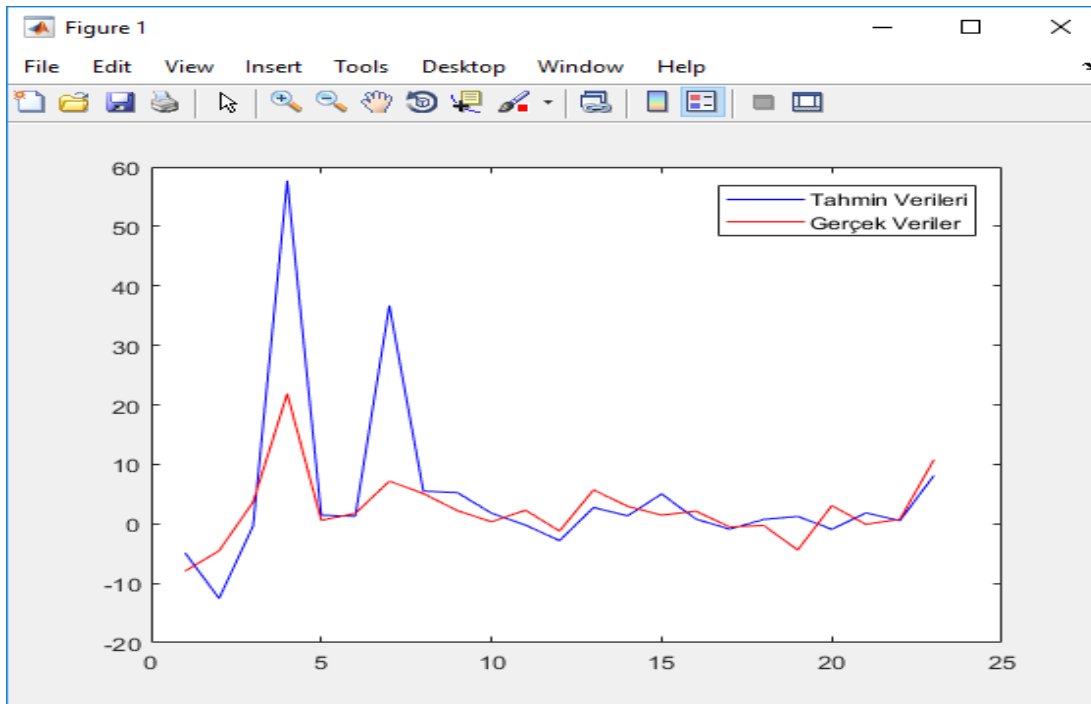 Figure 1
File Edit View Insert Tools Desktop Window Help
60
50
40
30
20
10
0
-10
-20
0 5 10 15 20 25
Tahmin Verileri
Gerçek Veriler